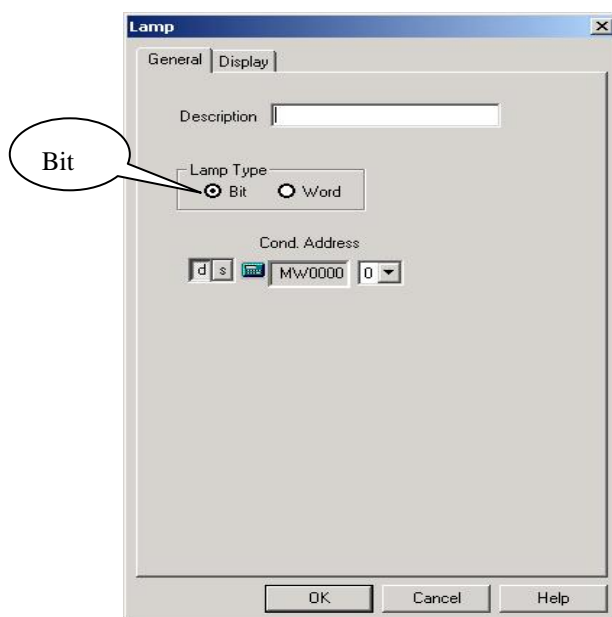 Lamp
General Display
Description
Bit
Lamp Type
Bit Word
Cond. Address
d s MW0000 0
OK Cancel Help